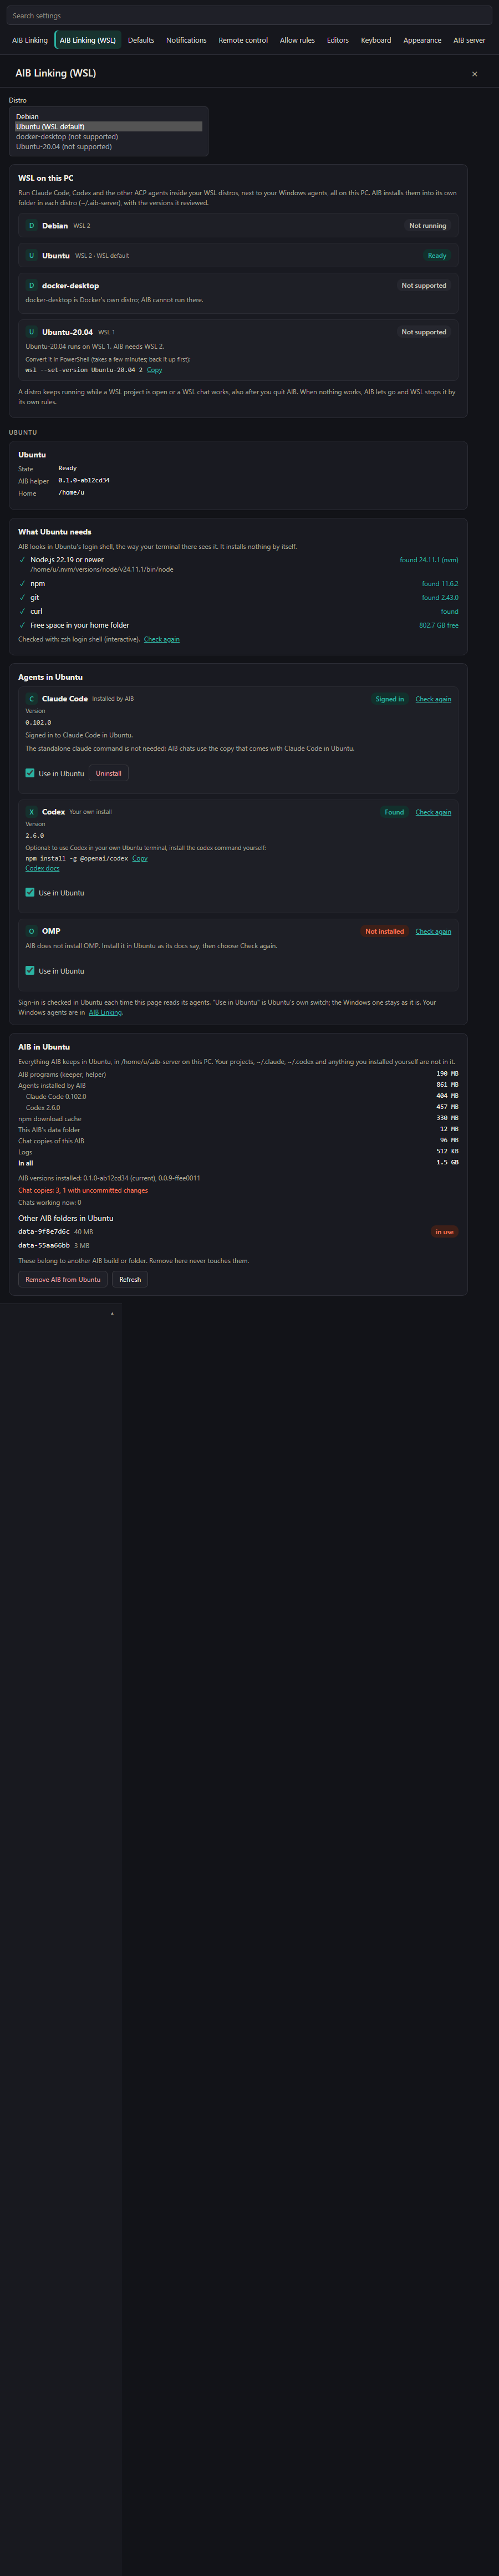 Search settings
AIB Linking
AIB Linking (WSL)
Defaults
Notifications
Remote control
Allow rules
Editors
Keyboard
Appearance
AIB server
AIB Linking (WSL)
×
Distro
Debian
Ubuntu (WSL default)
docker-desktop (not supported)
Ubuntu-20.04 (not supported)
WSL on this PC
Run Claude Code, Codex and the other ACP agents inside your WSL distros, next to your Windows agents, all on this PC. AIB installs them into its own
folder in each distro (~/.aib-server), with the versions it reviewed.
D Debian WSL 2 Not running
U Ubuntu WSL 2 · WSL default Ready
D docker-desktop Not supported
docker-desktop is Docker's own distro; AIB cannot run there.
U Ubuntu-20.04 WSL 1 Not supported
Ubuntu-20.04 runs on WSL 1. AIB needs WSL 2.
Convert it in PowerShell (takes a few minutes; back it up first):
wsl --set-version Ubuntu-20.04 2 Copy
A distro keeps running while a WSL project is open or a WSL chat works, also after you quit AIB. When nothing works, AIB lets go and WSL stops it by
its own rules.
UBUNTU
Ubuntu
State Ready
AIB helper 0.1.0-ab12cd34
Home /home/u
What Ubuntu needs
AIB looks in Ubuntu's login shell, the way your terminal there sees it. It installs nothing by itself.
✓ Node.js 22.19 or newer found 24.11.1 (nvm)
/home/u/.nvm/versions/node/v24.11.1/bin/node
✓ npm found 11.6.2
✓ git found 2.43.0
✓ curl found
✓ Free space in your home folder 802.7 GB free
Checked with: zsh login shell (interactive). Check again
Agents in Ubuntu
C Claude Code Installed by AIB Signed in Check again
Version
0.102.0
Signed in to Claude Code in Ubuntu.
The standalone claude command is not needed: AIB chats use the copy that comes with Claude Code in Ubuntu.
Use in Ubuntu Uninstall
X Codex Your own install Found Check again
Version
2.6.0
Optional: to use Codex in your own Ubuntu terminal, install the codex command yourself:
npm install -g @openai/codex Copy
Codex docs
Use in Ubuntu
O OMP Not installed Check again
AIB does not install OMP. Install it in Ubuntu as its docs say, then choose Check again.
Use in Ubuntu
Sign-in is checked in Ubuntu each time this page reads its agents. "Use in Ubuntu" is Ubuntu's own switch; the Windows one stays as it is. Your
Windows agents are in AIB Linking.
AIB in Ubuntu
Everything AIB keeps in Ubuntu, in /home/u/.aib-server on this PC. Your projects, ~/.claude, ~/.codex and anything you installed yourself are not in it.
AIB programs (keeper, helper) 190 MB
Agents installed by AIB 861 MB
Claude Code 0.102.0 404 MB
Codex 2.6.0 457 MB
npm download cache 330 MB
This AIB's data folder 12 MB
Chat copies of this AIB 96 MB
Logs 512 KB
In all 1.5 GB
AIB versions installed: 0.1.0-ab12cd34 (current), 0.0.9-ffee0011
Chat copies: 3, 1 with uncommitted changes
Chats working now: 0
Other AIB folders in Ubuntu
data-9f8e7d6c 40 MB in use
data-55aa66bb 3 MB
These belong to another AIB build or folder. Remove here never touches them.
Remove AIB from Ubuntu Refresh